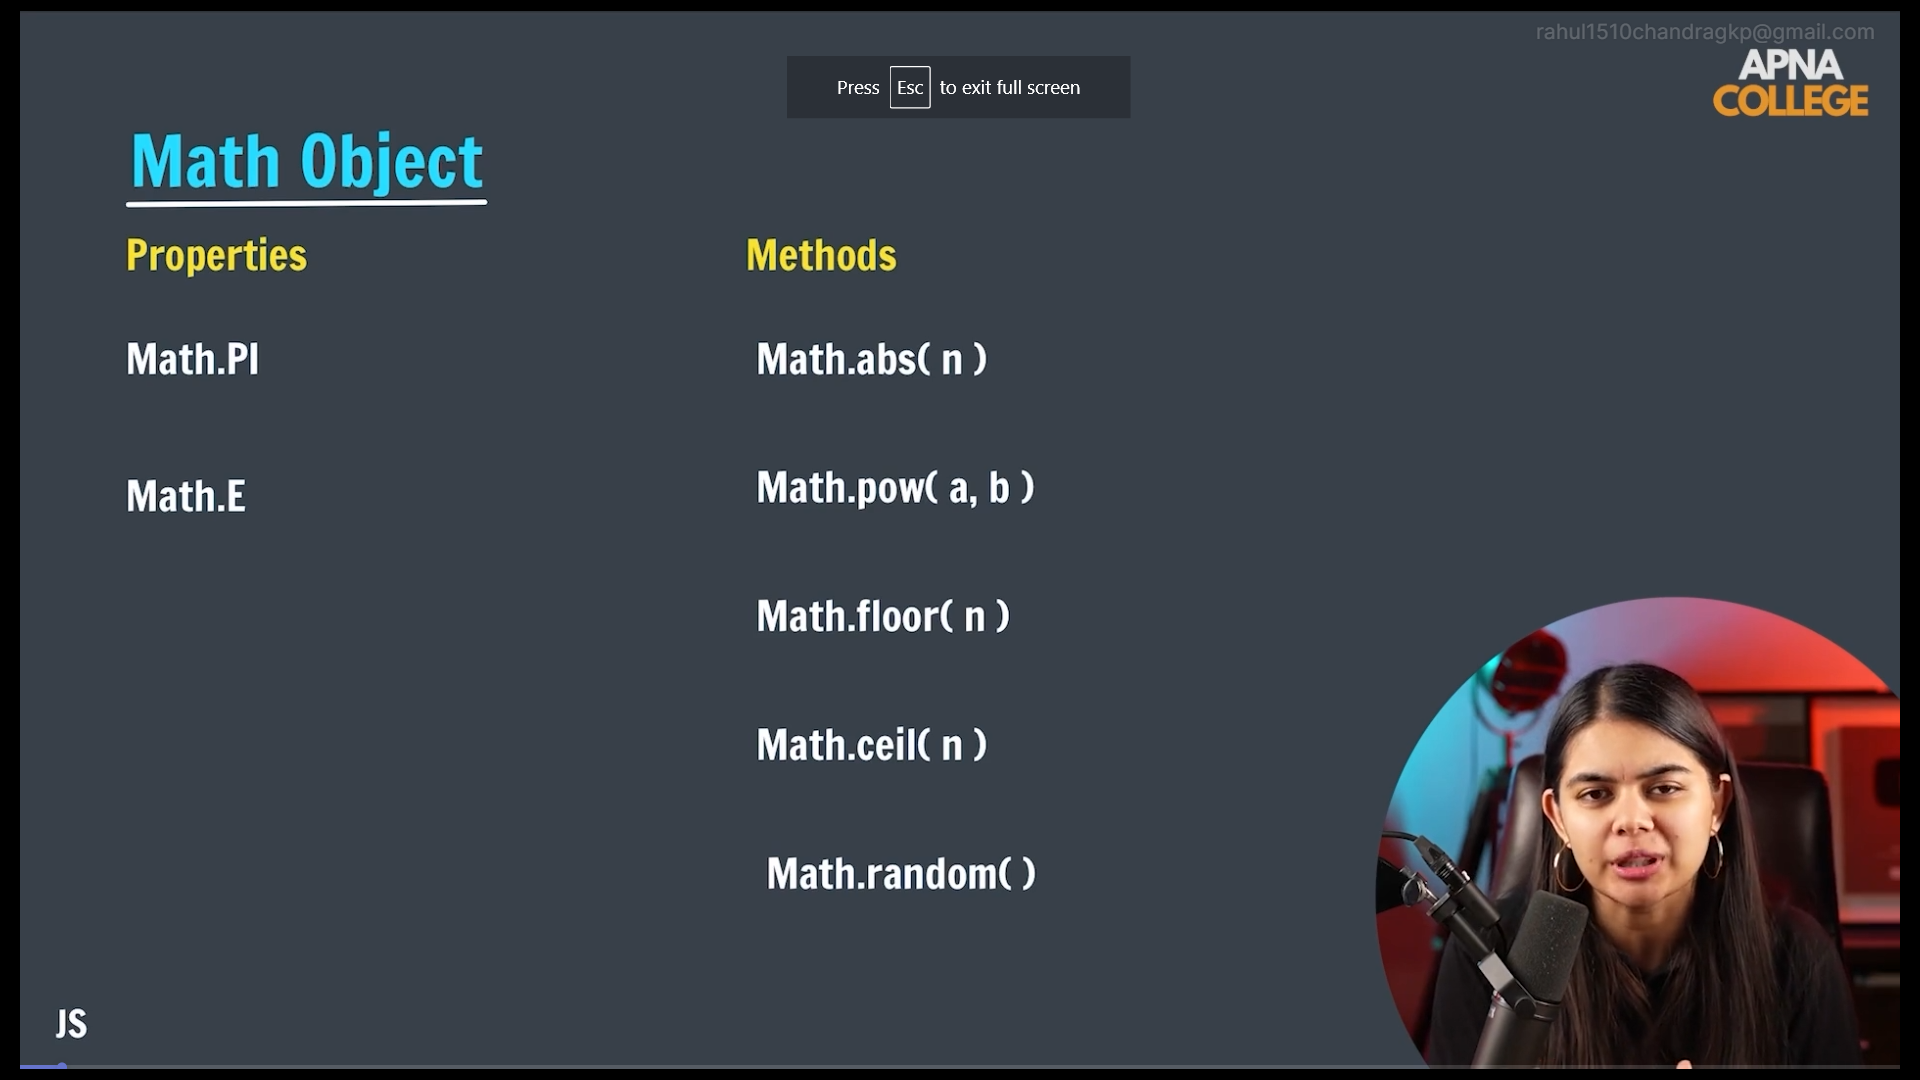 rahul1510chandragkp@gmail.com
APNA
COLLEGE
Press Esc to exit full screen
Math Object
Properties
Methods
Math.PI
Math.abs( n )
Math.E
Math.pow( a, b )
Math.floor( n )
Math.ceil( n )
Math.random( )
JS